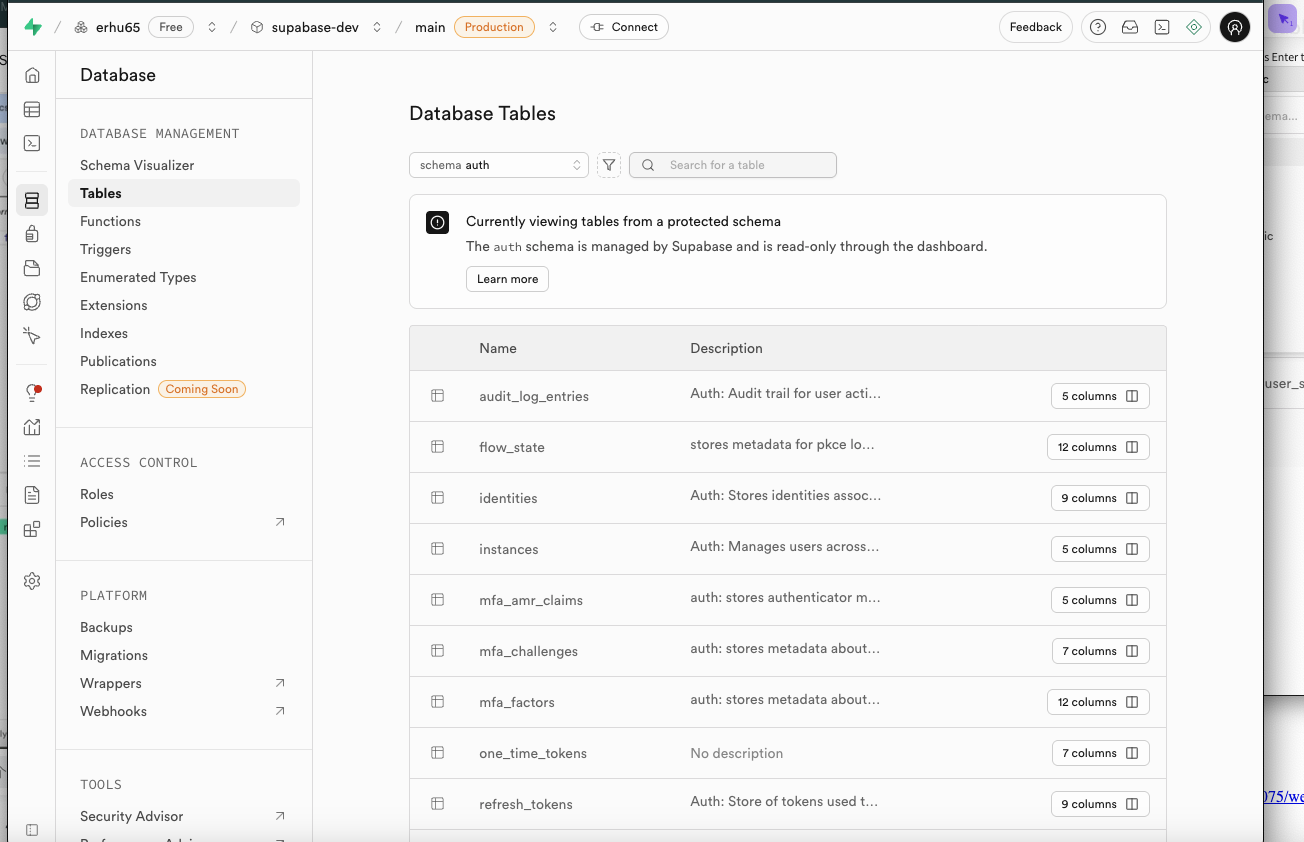 erhu65 Free / supabase-dev / main Production Connect Feedback
Database
DATABASE MANAGEMENT
Schema Visualizer
Tables
Functions
Triggers
Enumerated Types
Extensions
Indexes
Publications
Replication Coming Soon
ACCESS CONTROL
Roles
Policies
PLATFORM
Backups
Migrations
Wrappers
Webhooks
TOOLS
Security Advisor
Database Tables
schema auth Search for a table
Currently viewing tables from a protected schema
The auth schema is managed by Supabase and is read-only through the dashboard.
Learn more
Name Description
audit_log_entries Auth: Audit trail for user acti... 5 columns
flow_state stores metadata for pkce lo... 12 columns
identities Auth: Stores identities assoc... 9 columns
instances Auth: Manages users across... 5 columns
mfa_amr_claims auth: stores authenticator m... 5 columns
mfa_challenges auth: stores metadata about... 7 columns
mfa_factors auth: stores metadata about... 12 columns
one_time_tokens No description 7 columns
refresh_tokens Auth: Store of tokens used t... 9 columns
s Enter t
ema...
ic
user_s
075/we